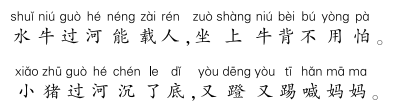 shuǐ niú guò hé néng zài rén zuò shàng niú bèi bú yòng pà
水牛过河能载人,坐上牛背不用怕。
xiǎo zhū guò hé chén le dǐ yòu dēng yòu tī hǎn mā ma
小猪过河沉了底,又蹬又踢喊妈妈。